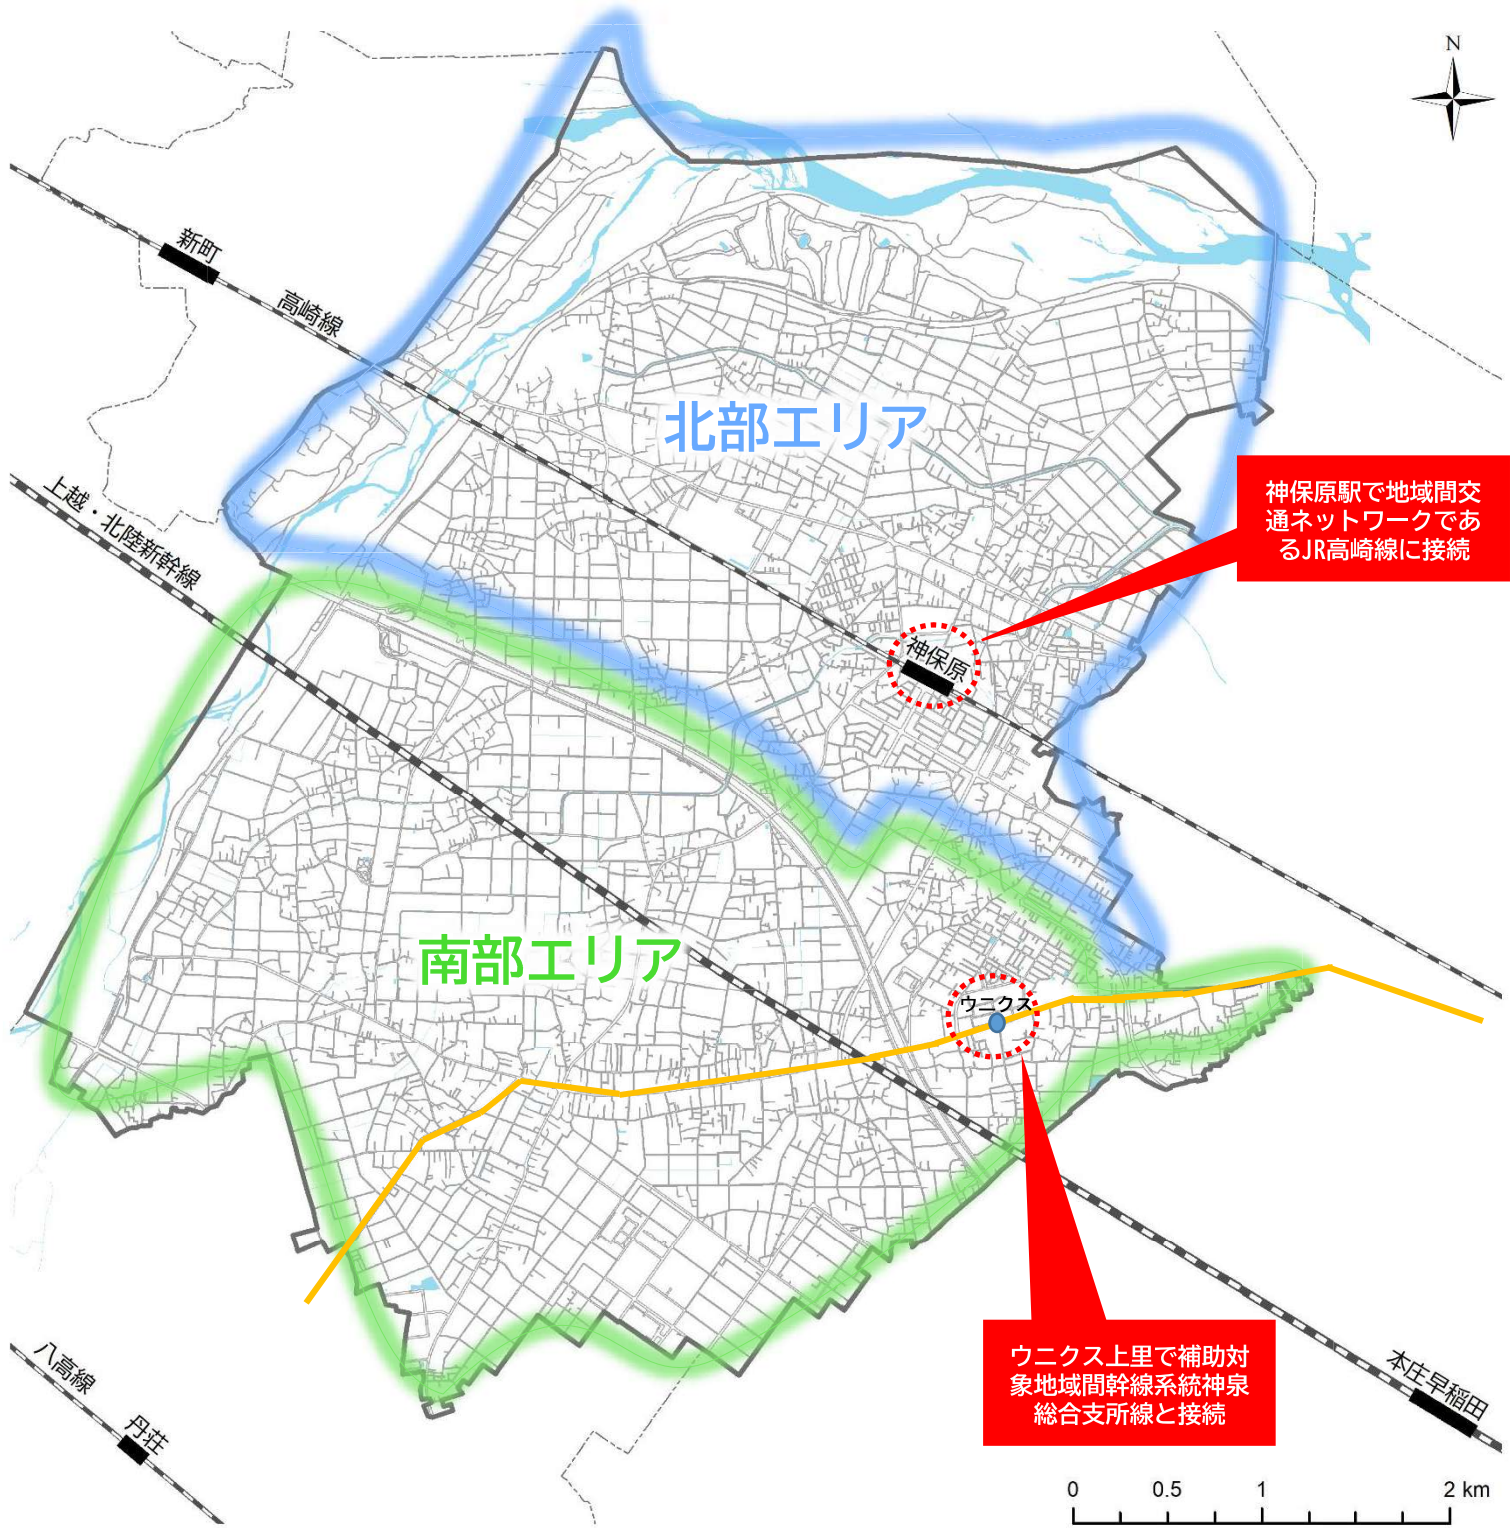 N
新町
高崎線
北部エリア
上越・北陸新幹線
神保原駅で地域間交
通ネットワークであ
るJR高崎線に接続
神保原
南部エリア
ウニクス
ウニクス上里で補助対
象地域間幹線系統神泉
総合支所線と接続
八高線
丹荘
本庄早稲田
0 0.5 1 2 km